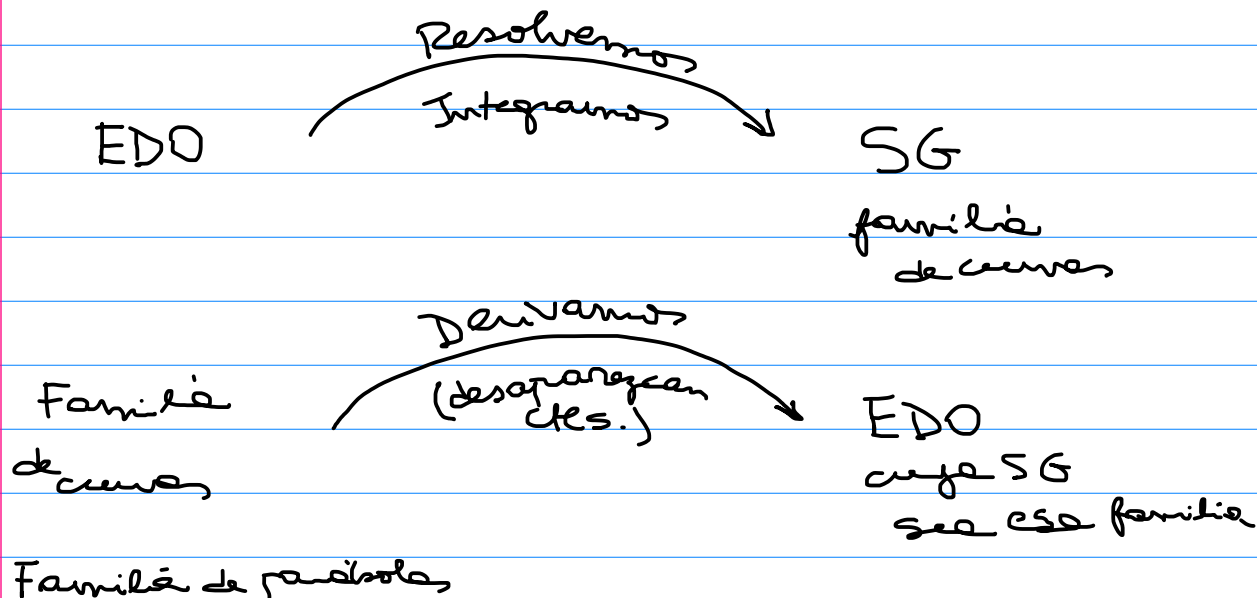 Resolvemos
Integramos
EDO
SG
familia
de curvas
Derivamos
(desaparezcan
ctes.)
Familia
de curvas
EDO
cuya SG
sea esa familia
Familia de parábolas